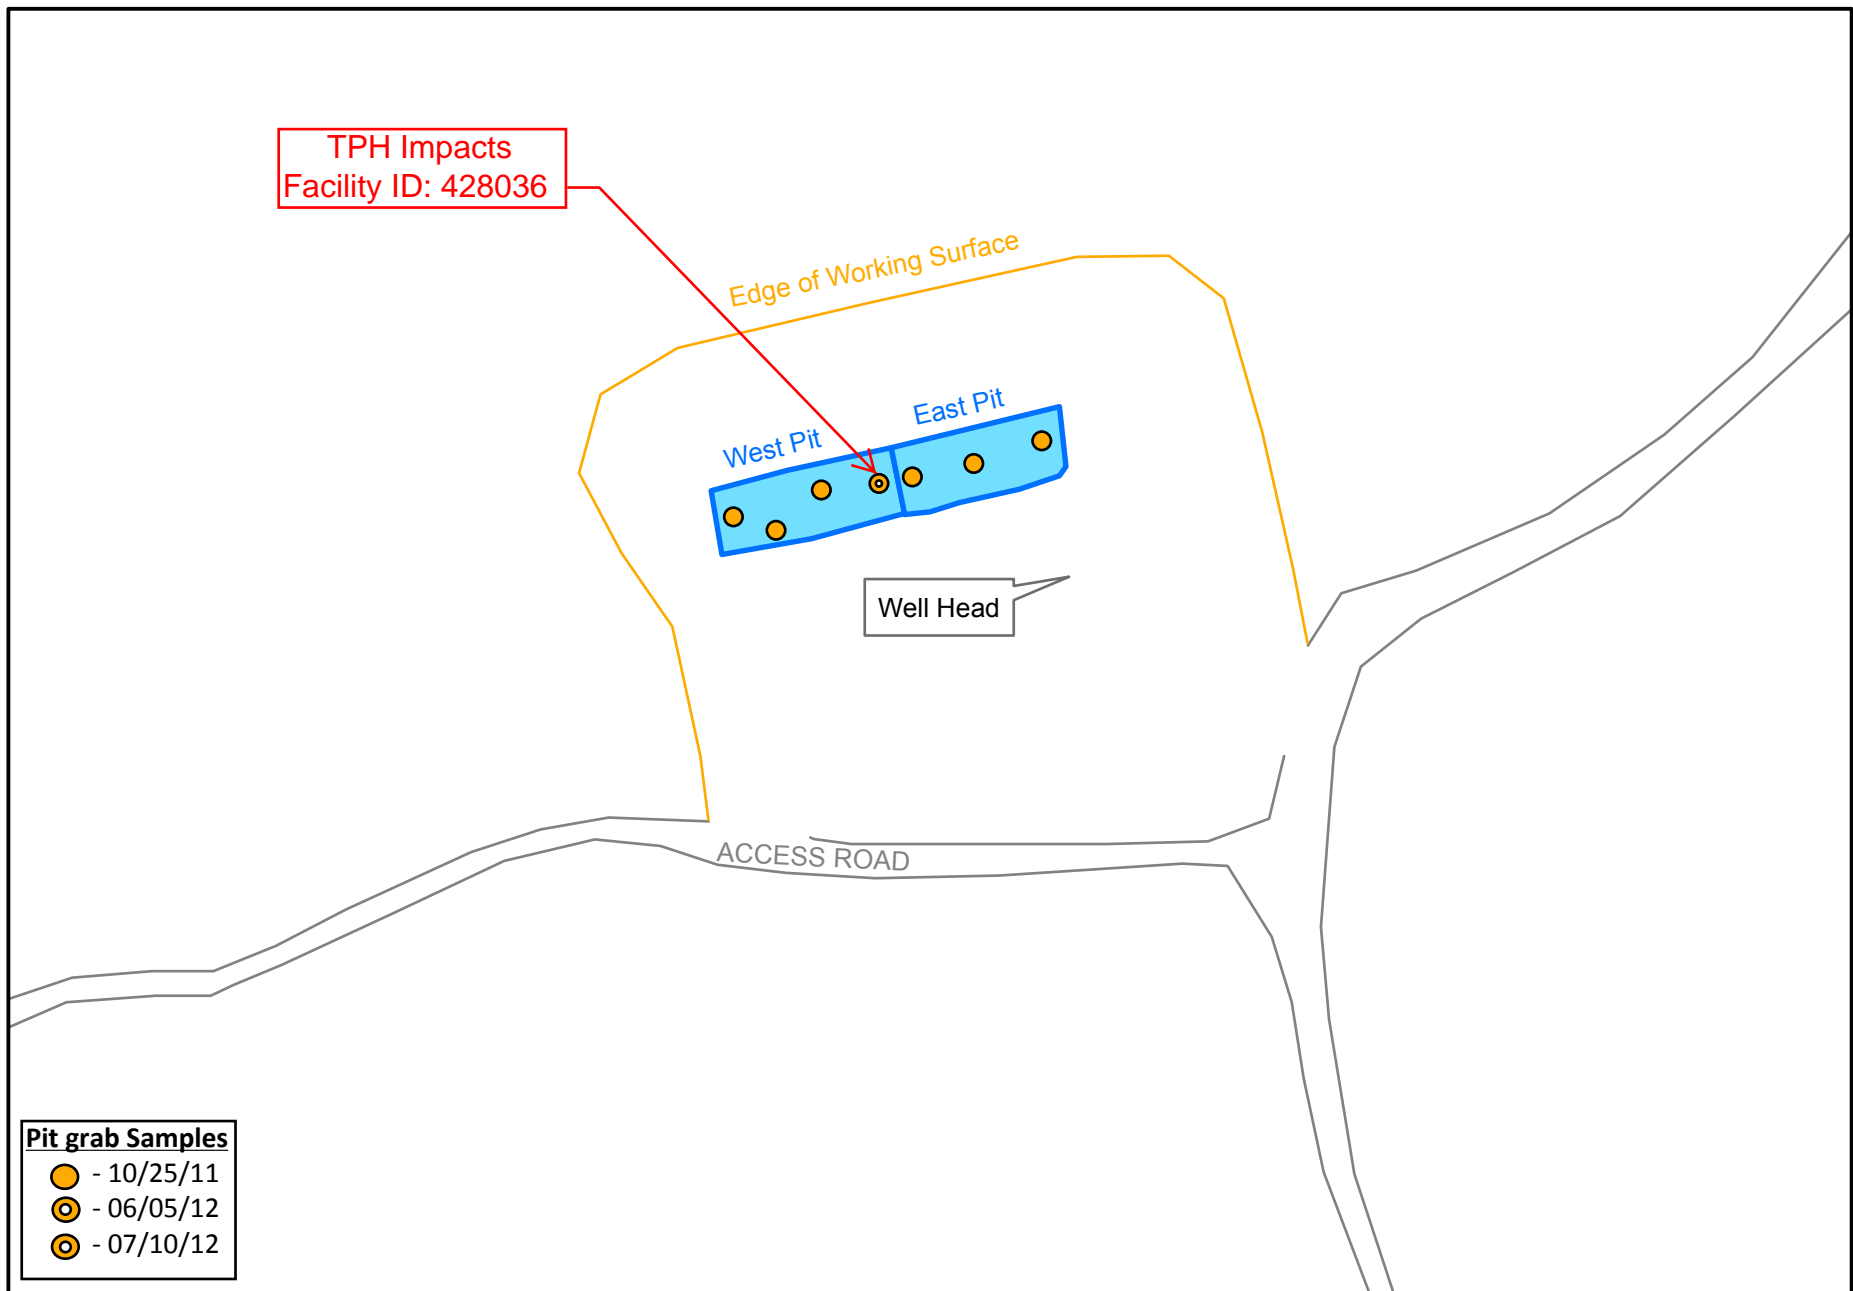 TPH Impacts
Facility ID: 428036
Edge of Working Surface
East Pit
West Pit
Well Head
ACCESS ROAD
Pit grab Samples
- 10/25/11
- 06/05/12
- 07/10/12